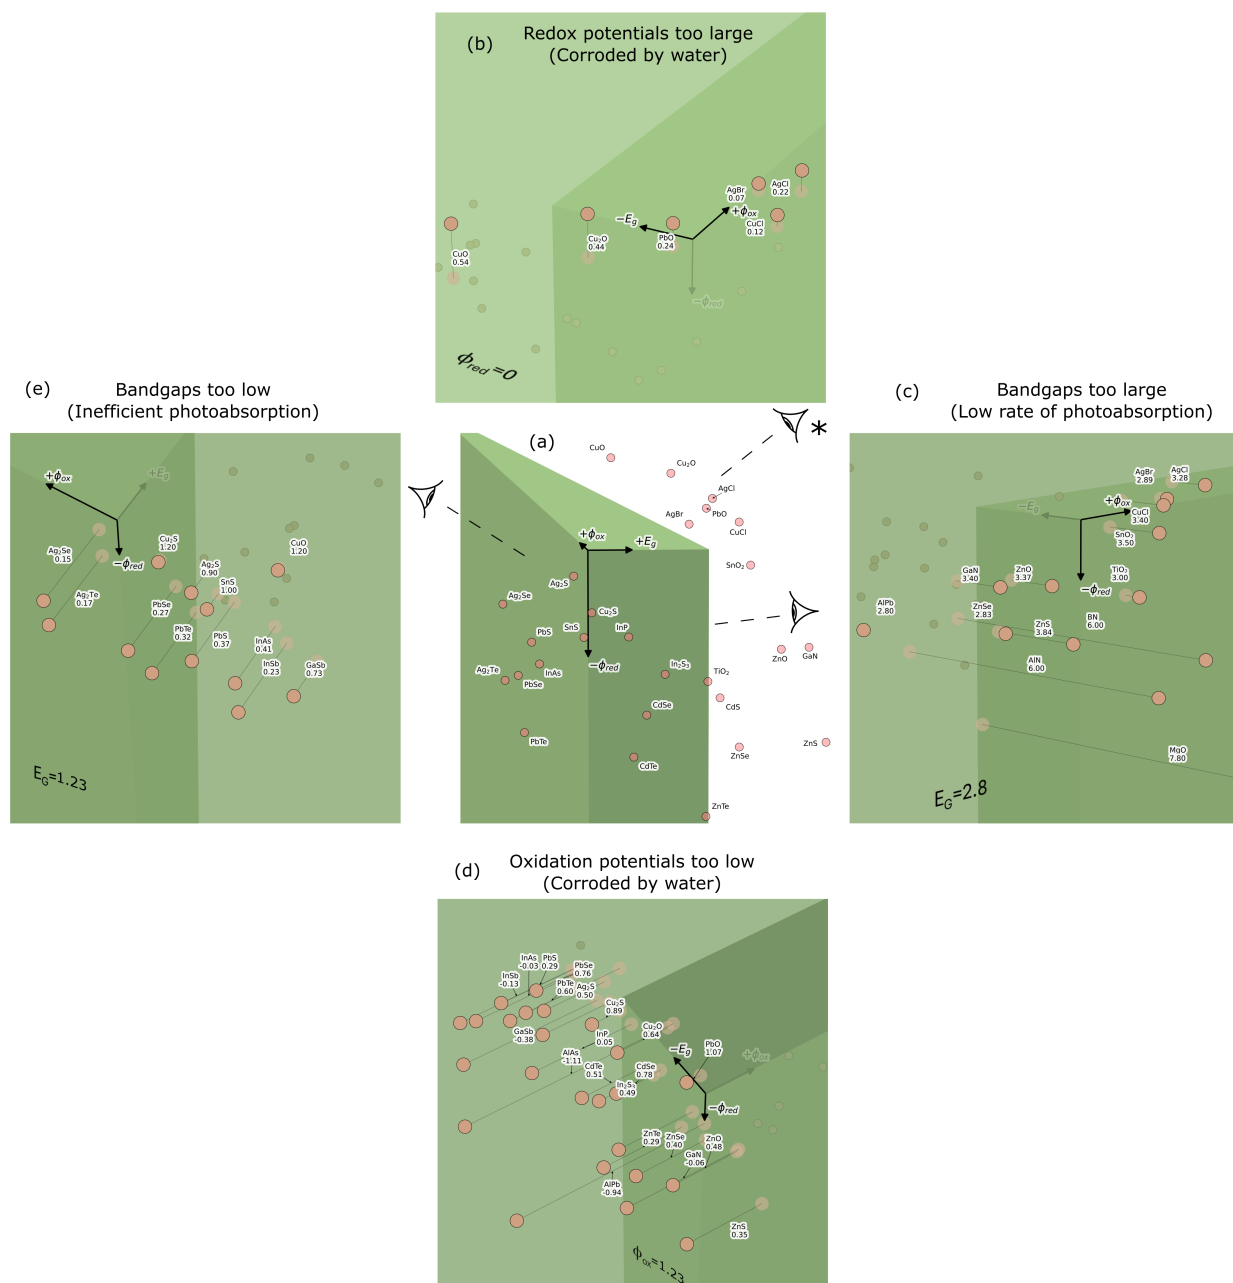 (b)
Redox potentials too large
(Corroded by water)
AgBr
0.07
AgCl
0.22
+ϕox
−Eg
CuCl
0.12
Cu₂O
0.44
PbO
0.24
CuO
0.54
−ϕred
ϕred=0
(e)
Bandgaps too low
(Inefficient photoabsorption)
+ϕox
+Eg
Cu₂S
1.20
CuO
1.20
Ag₂Se
0.15
−ϕred
Ag₂S
0.90
SnS
1.00
Ag₂Te
0.17
PbSe
0.27
PbTe
0.32
PbS
0.37
InAs
0.41
InSb
0.23
GaSb
0.73
EG=1.23
(a)
CuO
Cu₂O
*
AgCl
AgBr
PbO
CuCl
+ϕox
+Eg
SnO₂
Ag₂S
Ag₂Se
Cu₂S
SnS
InP
PbS
−ϕred
ZnO
GaN
InAs
In₂S₃
Ag₂Te
PbSe
TiO₂
CdS
CdSe
PbTe
ZnSe
ZnS
CdTe
ZnTe
(c)
Bandgaps too large
(Low rate of photoabsorption)
AgBr
2.89
AgCl
3.28
−Eg
+ϕox
CuCl
3.40
SnO₂
3.50
GaN
3.40
ZnO
3.37
TiO₂
3.00
−ϕred
AlPb
2.80
ZnSe
2.83
ZnS
3.84
BN
6.00
AlN
6.00
MgO
7.80
EG=2.8
(d)
Oxidation potentials too low
(Corroded by water)
InAs
-0.03
PbS
0.29
PbSe
0.76
InSb
-0.13
PbTe
0.60
Ag₂S
0.50
Cu₂S
0.89
GaSb
-0.38
InP
0.05
Cu₂O
0.64
PbO
1.07
−Eg
+ϕox
AlAs
-1.11
CdTe
0.51
In₂S₃
0.49
CdSe
0.78
−ϕred
ZnTe
0.29
ZnSe
0.40
ZnO
0.48
GaN
-0.06
AlPb
-0.94
ZnS
0.35
ϕox=1.23